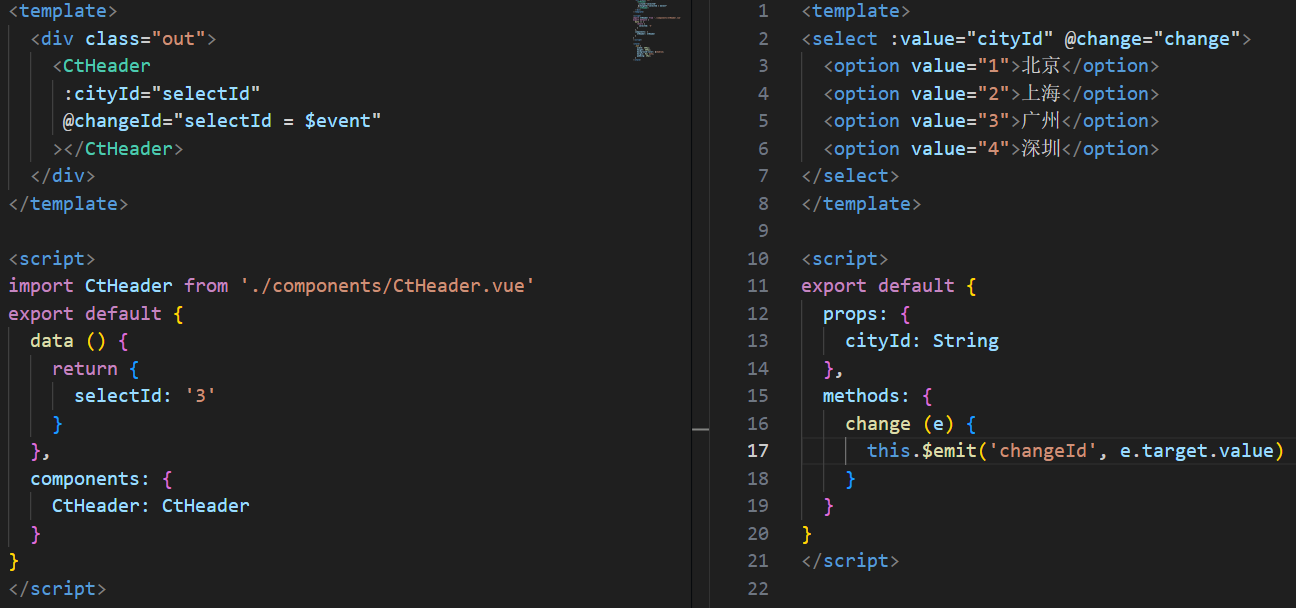 <template>
  <div class="out">
    <CtHeader
     :cityId="selectId"
     @changeId="selectId = $event"
    ></CtHeader>
  </div>
</template>

<script>
import CtHeader from './components/CtHeader.vue'
export default {
  data () {
    return {
      selectId: '3'
    }
  },
  components: {
    CtHeader: CtHeader
  }
}
</script>
1 <template>
2 <select :value="cityId" @change="change">
3   <option value="1">北京</option>
4   <option value="2">上海</option>
5   <option value="3">广州</option>
6   <option value="4">深圳</option>
7 </select>
8 </template>
9
10 <script>
11 export default {
12   props: {
13     cityId: String
14   },
15   methods: {
16     change (e) {
17       this.$emit('changeId', e.target.value)
18     }
19   }
20 }
21 </script>
22